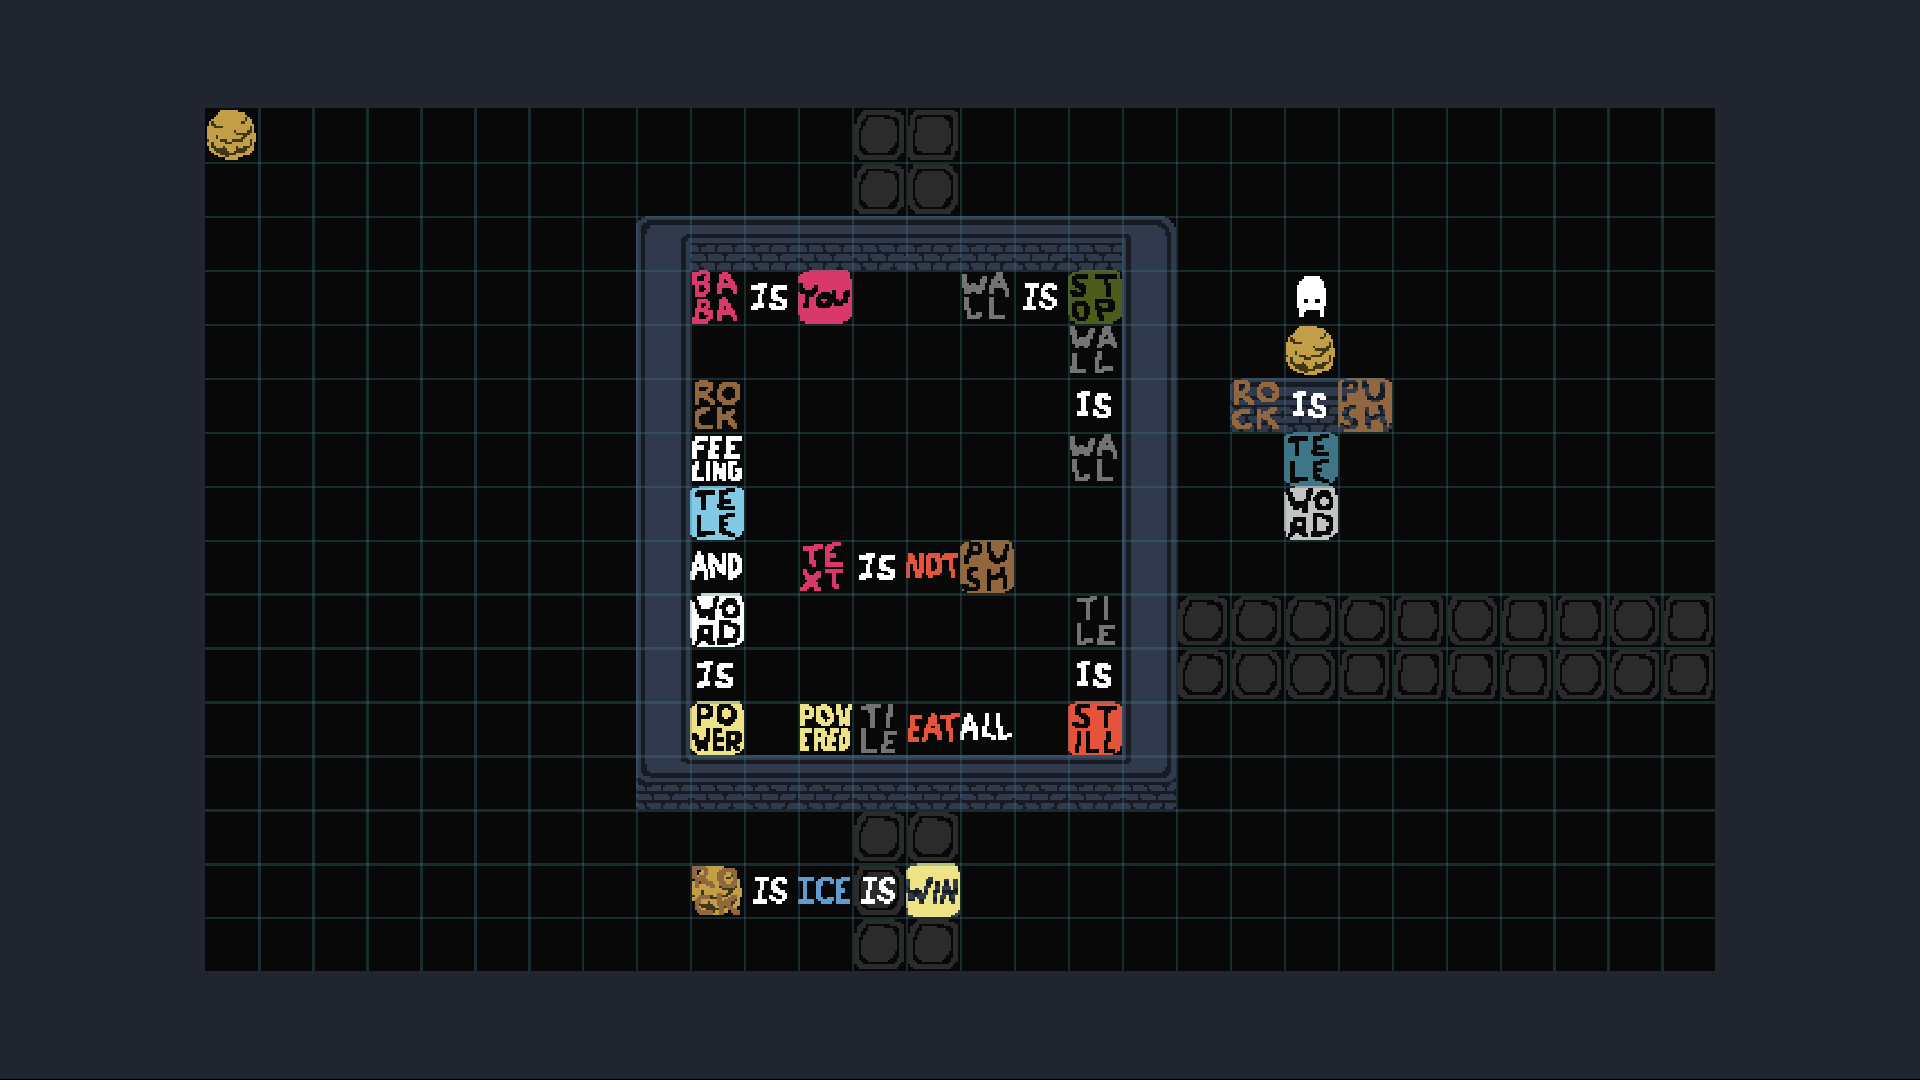 BABA IS YOU
WALL IS STOP
WALL IS WALL
ROCK FEELING TELE AND WORD IS POWER
TEXT IS NOT PUSH
TILE IS STILL
POWERED TILE EAT ALL
ROCK IS PUSH
TELE
WORD
ROCK IS ICE IS WIN